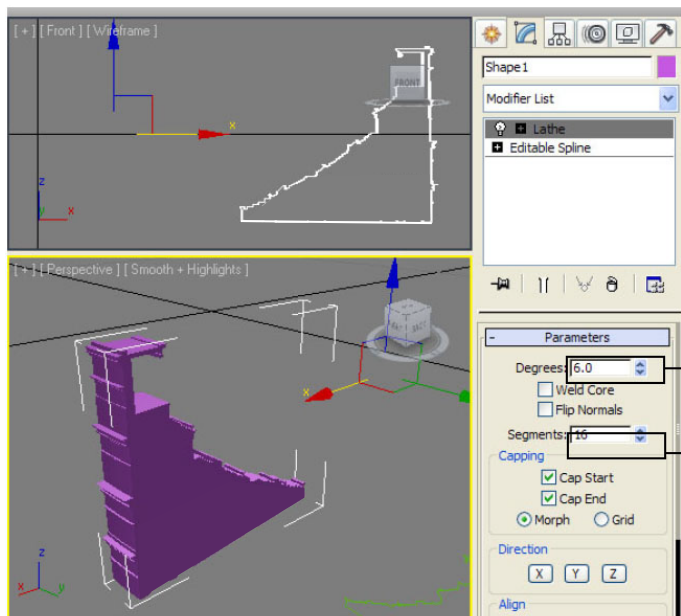 [ + ] [ Front ] [ Wireframe ]
FRONT
x
z
y
x
[ + ] [ Perspective ] [ Smooth + Highlights ]
x
z
x
y
Shape1
Modifier List
Lathe
Editable Spline
- Parameters
Degrees: 6.0
Weld Core
Flip Normals
Segments: 16
Capping
Cap Start
Cap End
Morph Grid
Direction
X Y Z
Align